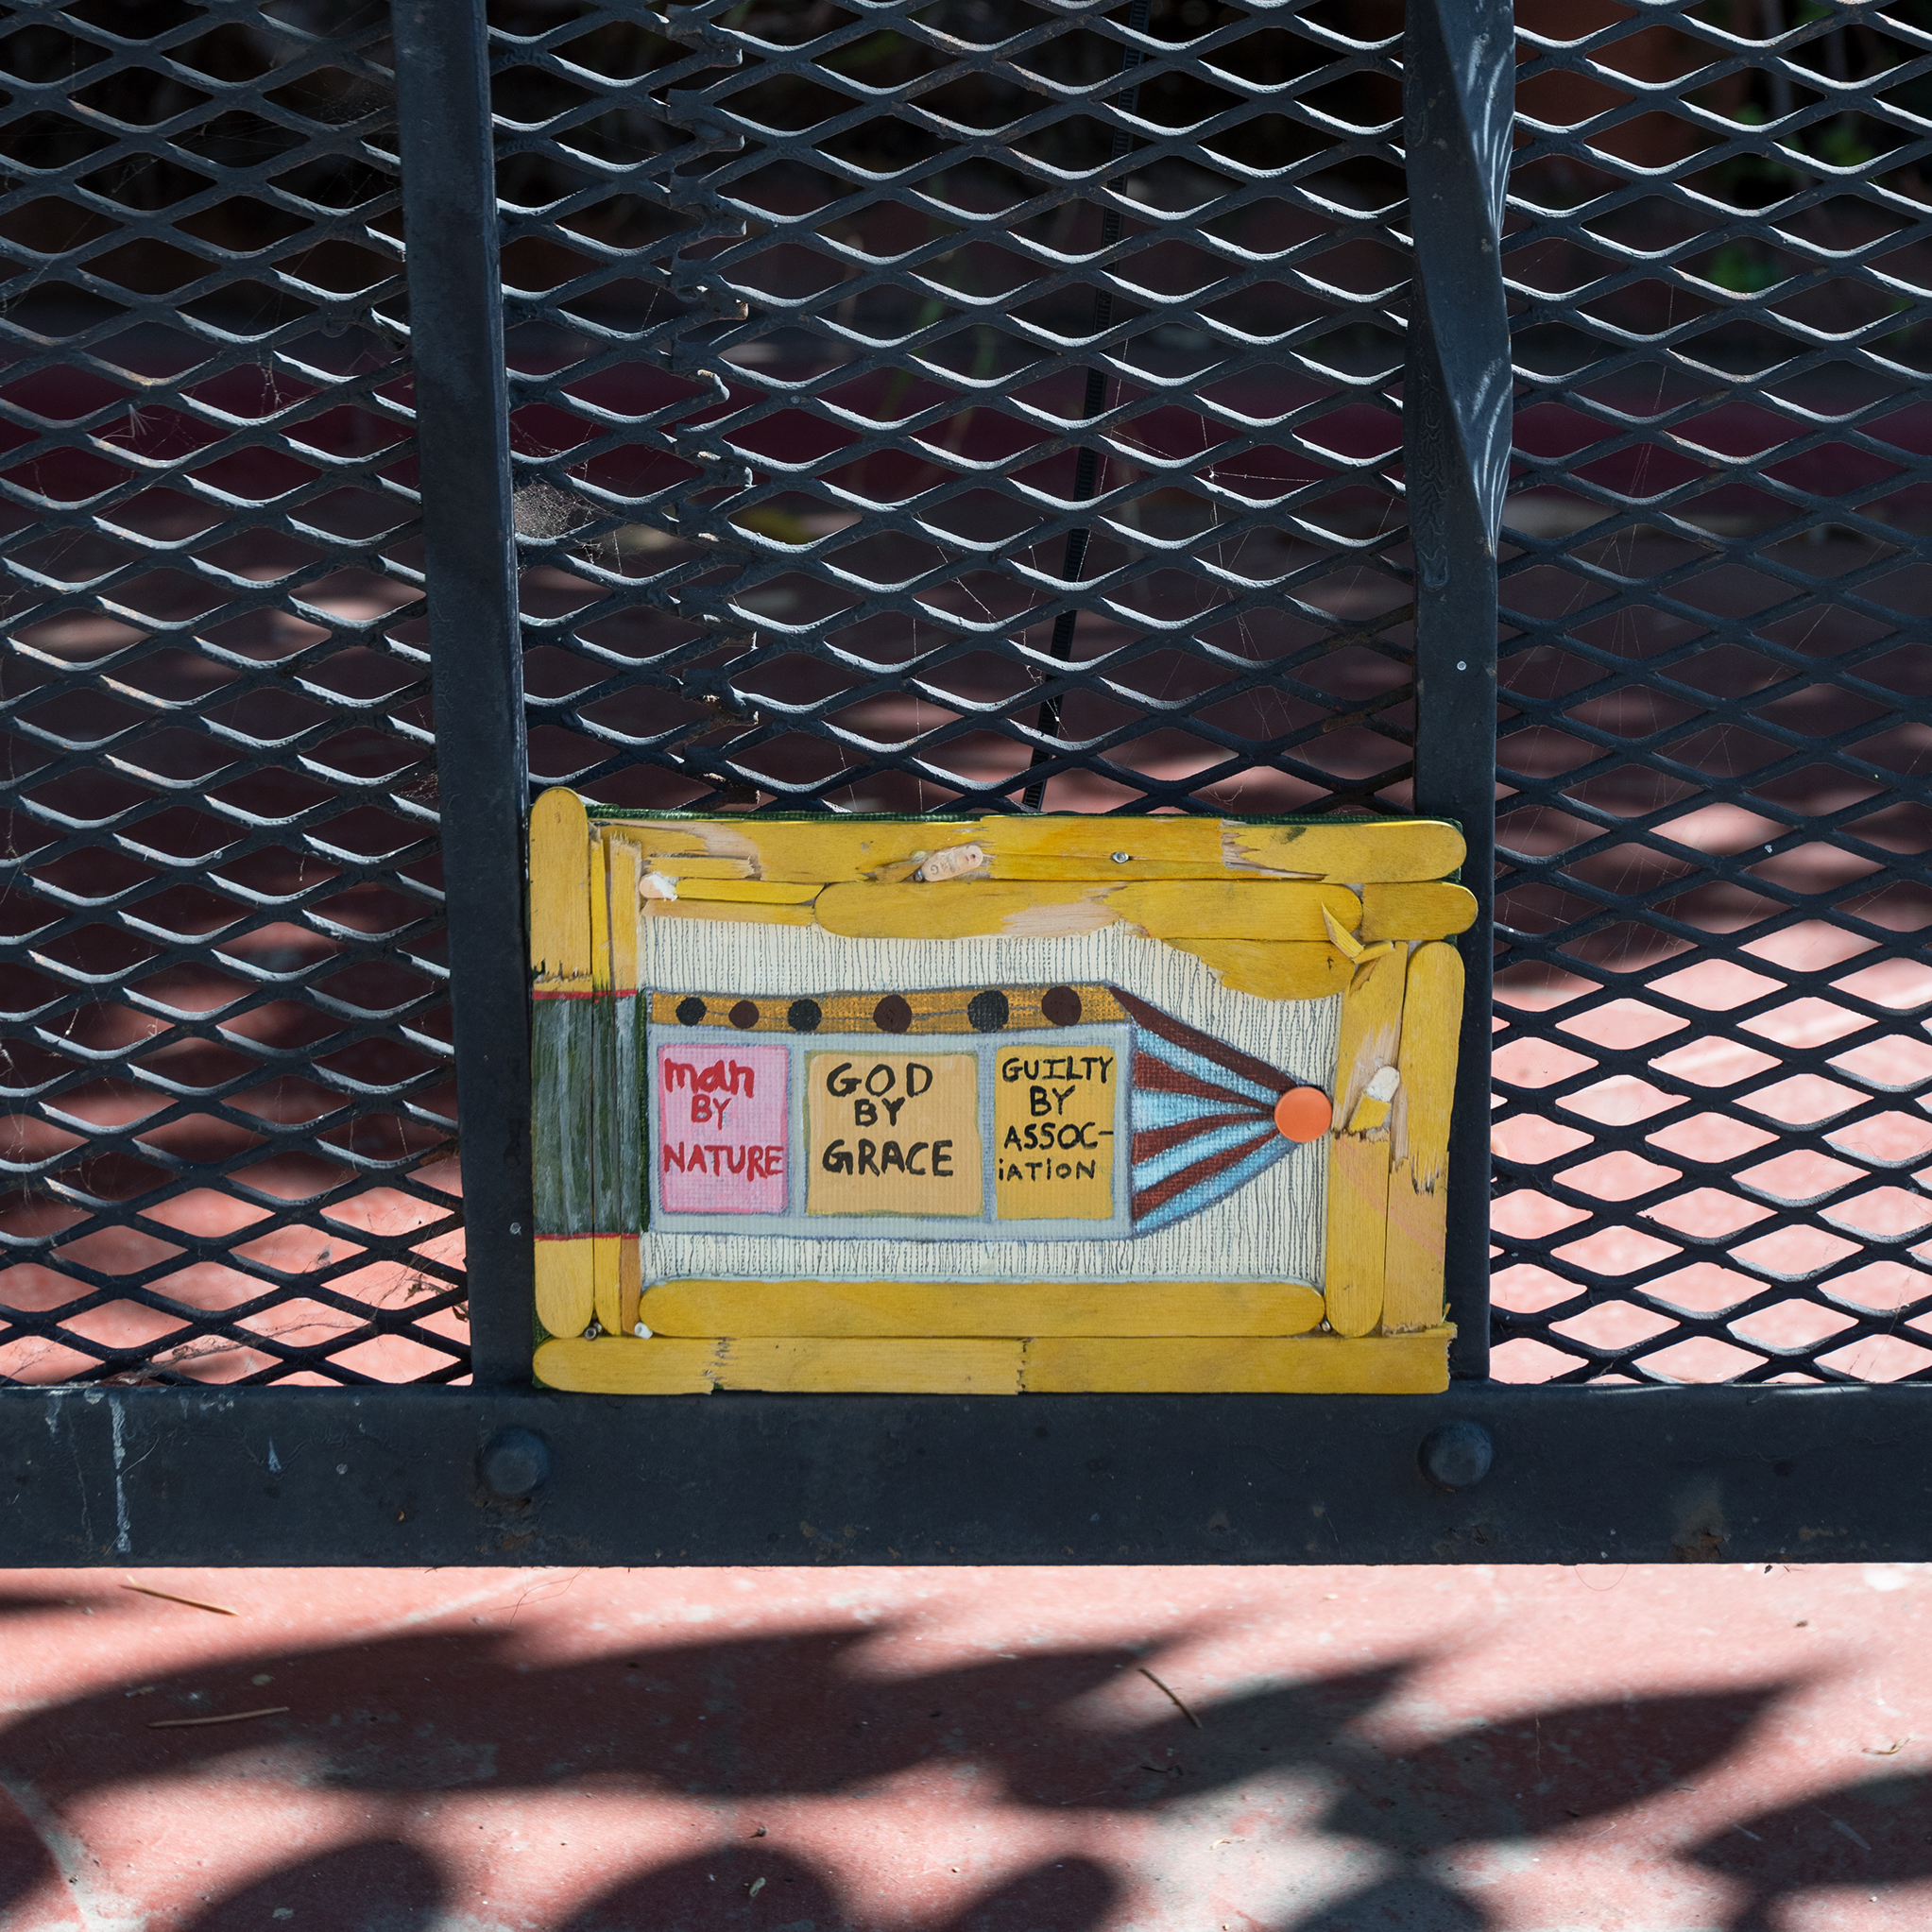 man
BY
NATURE
GOD
BY
GRACE
GUILTY
BY
ASSOC-
iATION